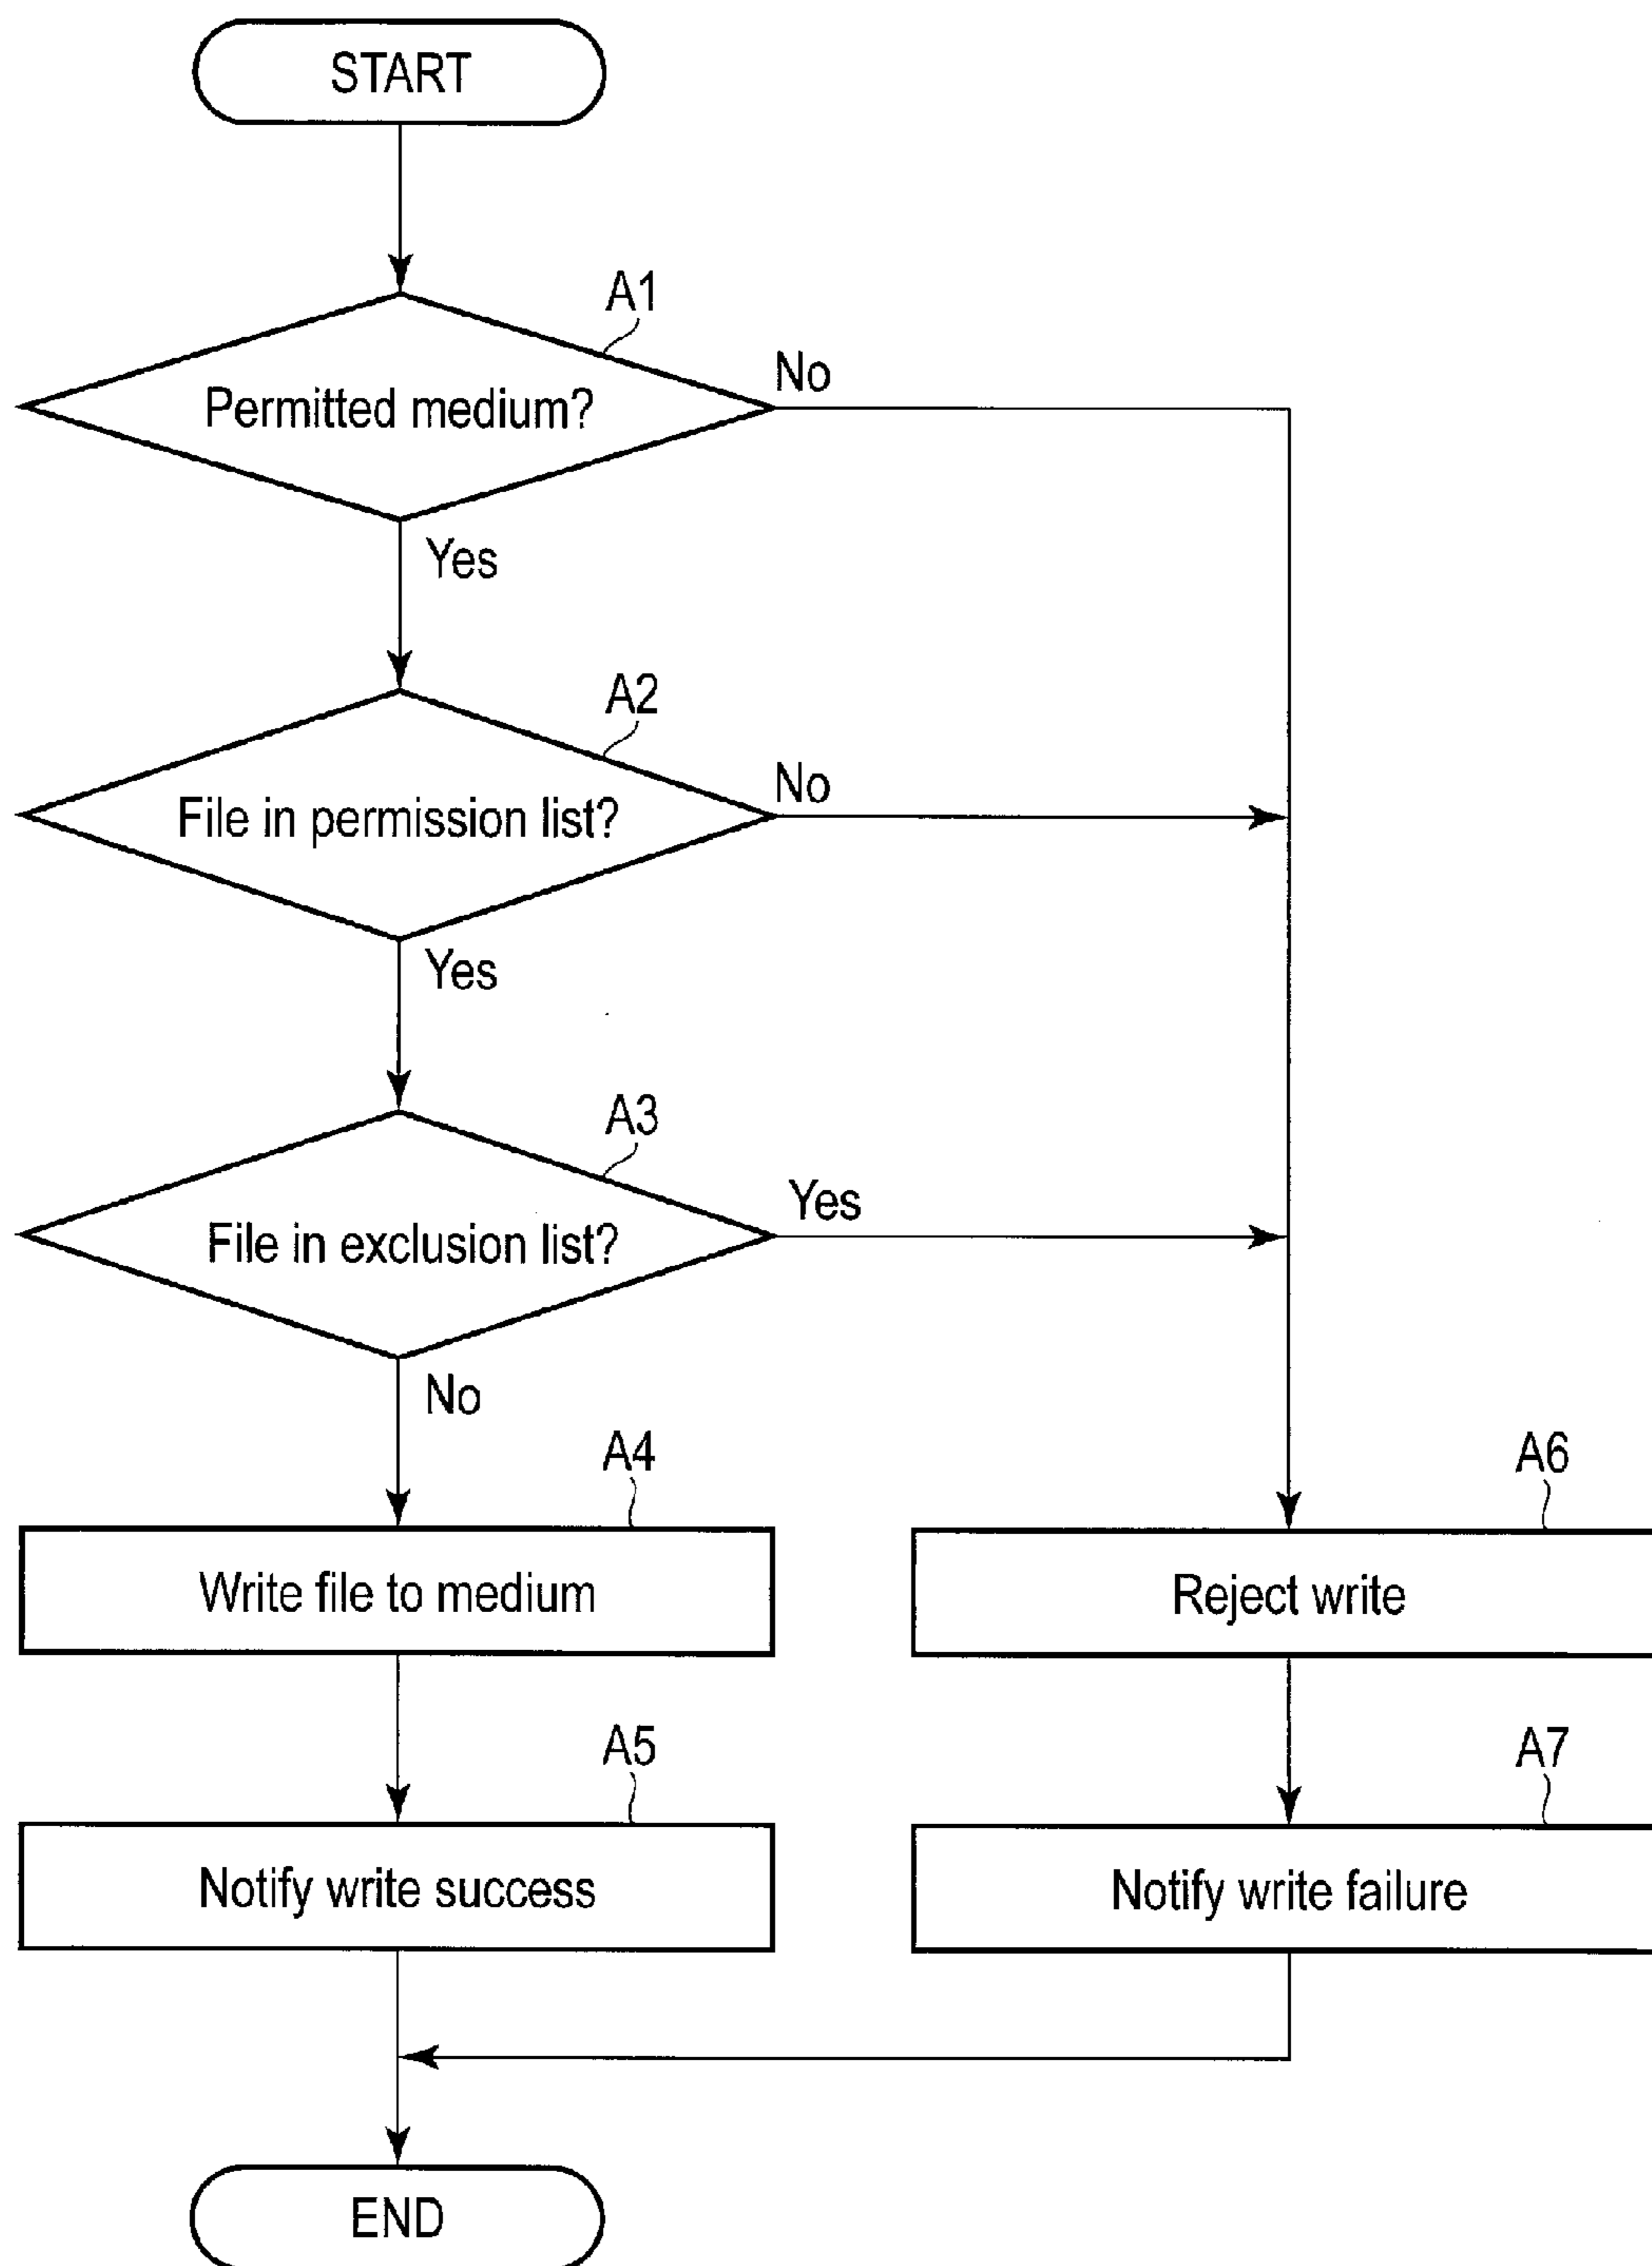 START
A1
Permitted medium?
No
Yes
A2
File in permission list?
No
Yes
A3
File in exclusion list?
Yes
No
A4
Write file to medium
A6
Reject write
A5
Notify write success
A7
Notify write failure
END